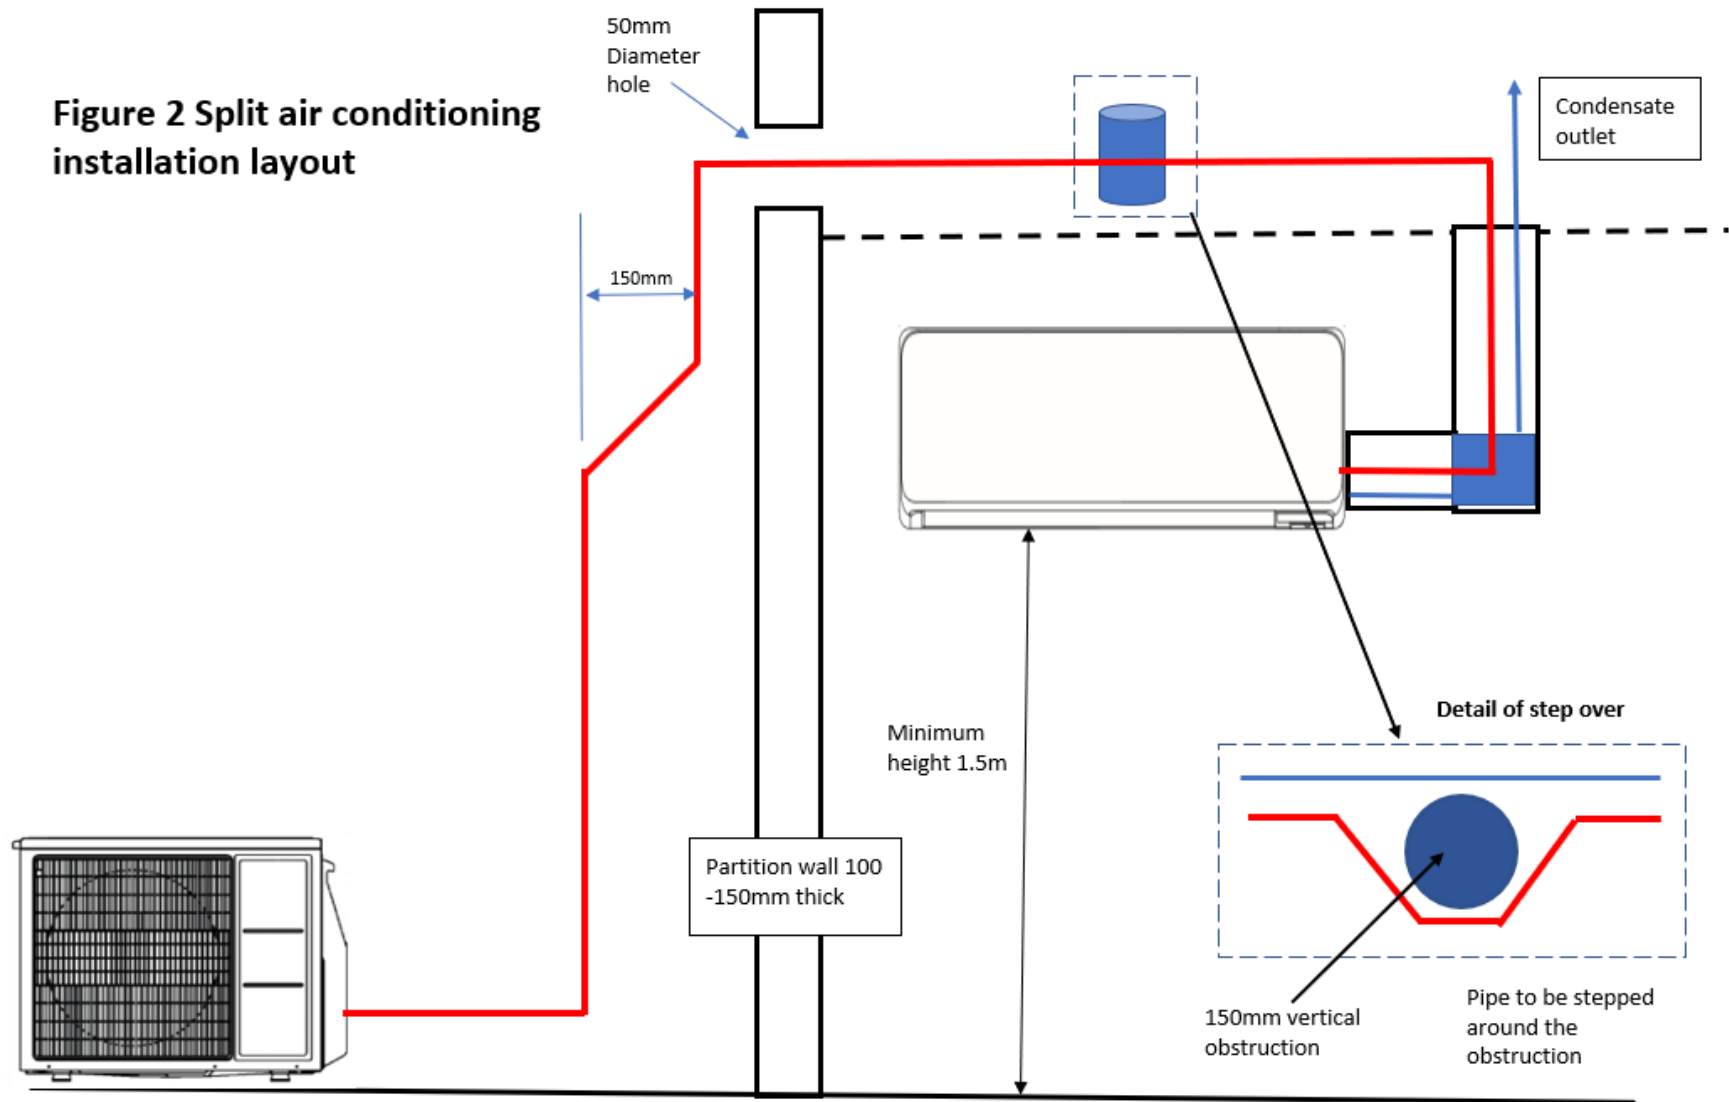 Figure 2 Split air conditioning
installation layout
50mm
Diameter
hole
Condensate
outlet
150mm
Minimum
height 1.5m
Detail of step over
Partition wall 100
-150mm thick
150mm vertical
obstruction
Pipe to be stepped
around the
obstruction